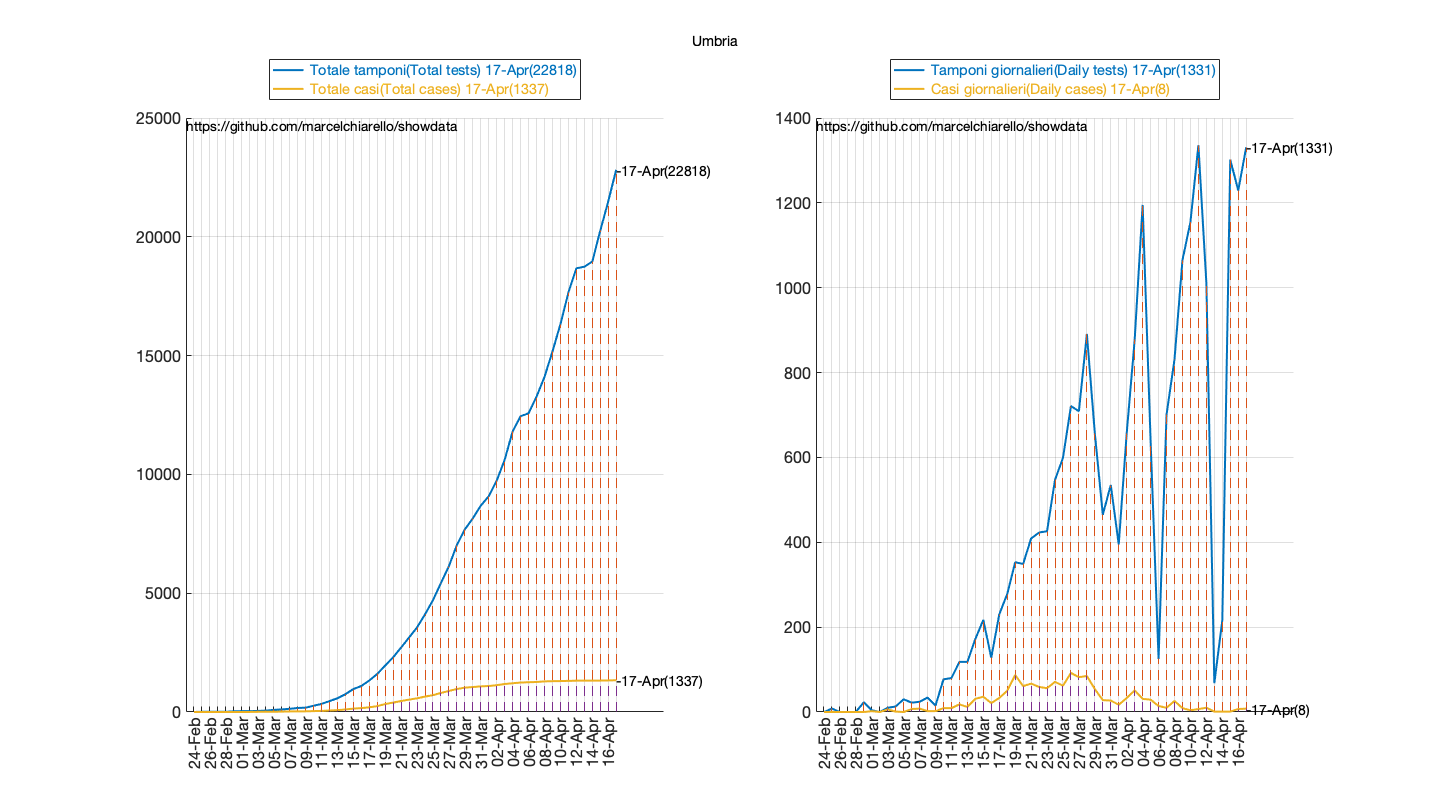 Umbria
Totale tamponi(Total tests) 17-Apr(22818)
Totale casi(Total cases) 17-Apr(1337)
25000
https://github.com/marcelchiarello/showdata
17-Apr(22818)
20000
15000
10000
5000
17-Apr(1337)
0
24-Feb
26-Feb
28-Feb
01-Mar
03-Mar
05-Mar
07-Mar
09-Mar
11-Mar
13-Mar
15-Mar
17-Mar
19-Mar
21-Mar
23-Mar
25-Mar
27-Mar
29-Mar
31-Mar
02-Apr
04-Apr
06-Apr
08-Apr
10-Apr
12-Apr
14-Apr
16-Apr
Tamponi giornalieri(Daily tests) 17-Apr(1331)
Casi giornalieri(Daily cases) 17-Apr(8)
1400
https://github.com/marcelchiarello/showdata
17-Apr(1331)
1200
1000
800
600
400
200
0
17-Apr(8)
24-Feb
26-Feb
28-Feb
01-Mar
03-Mar
05-Mar
07-Mar
09-Mar
11-Mar
13-Mar
15-Mar
17-Mar
19-Mar
21-Mar
23-Mar
25-Mar
27-Mar
29-Mar
31-Mar
02-Apr
04-Apr
06-Apr
08-Apr
10-Apr
12-Apr
14-Apr
16-Apr